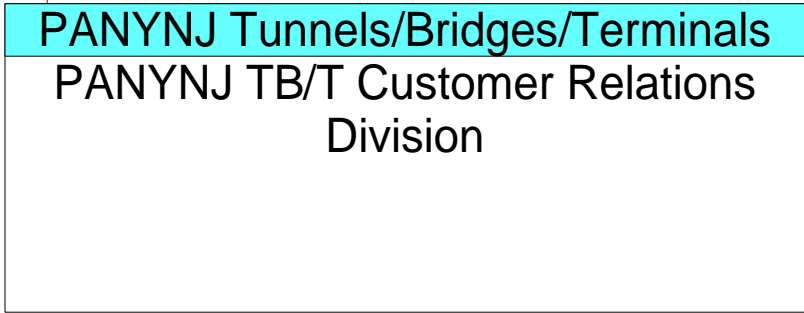 PANYNJ Tunnels/Bridges/Terminals
PANYNJ TB/T Customer Relations
Division